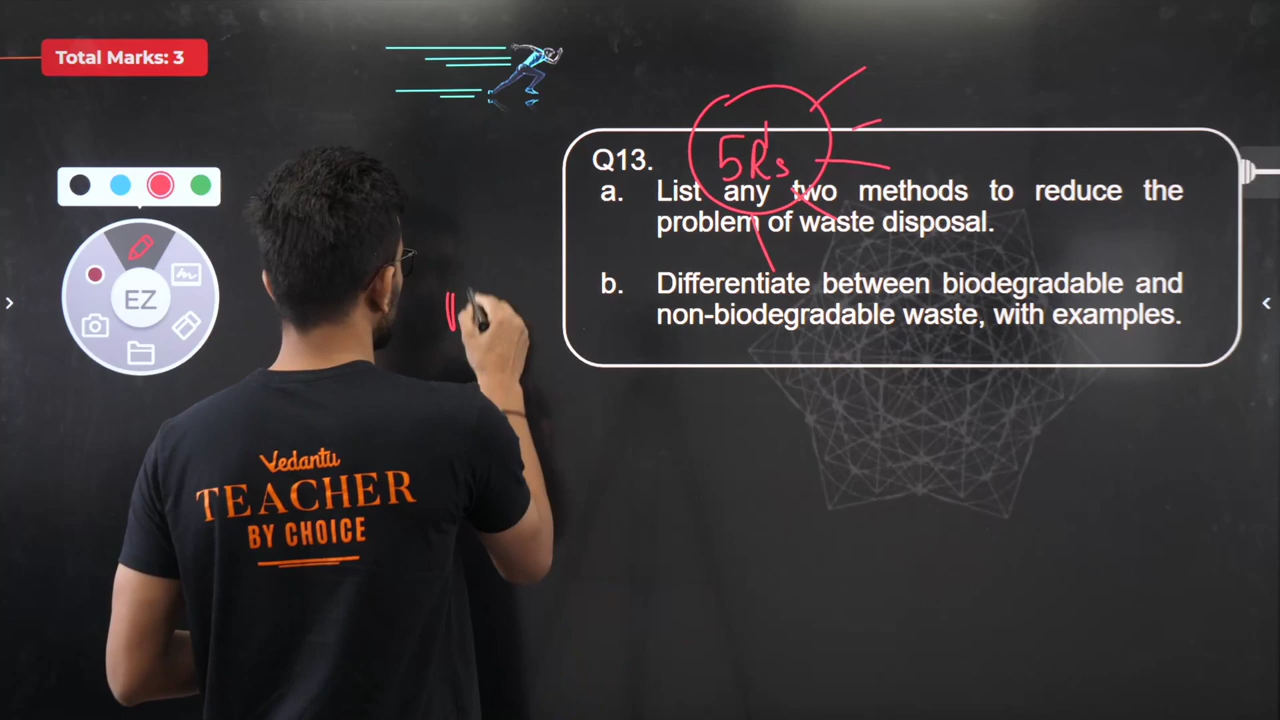 Total Marks: 3
5Rs
Q13.
a. List any two methods to reduce the
problem of waste disposal.
b. Differentiate between biodegradable and
non-biodegradable waste, with examples.
EZ
Vedantu
TEACHER
BY CHOICE